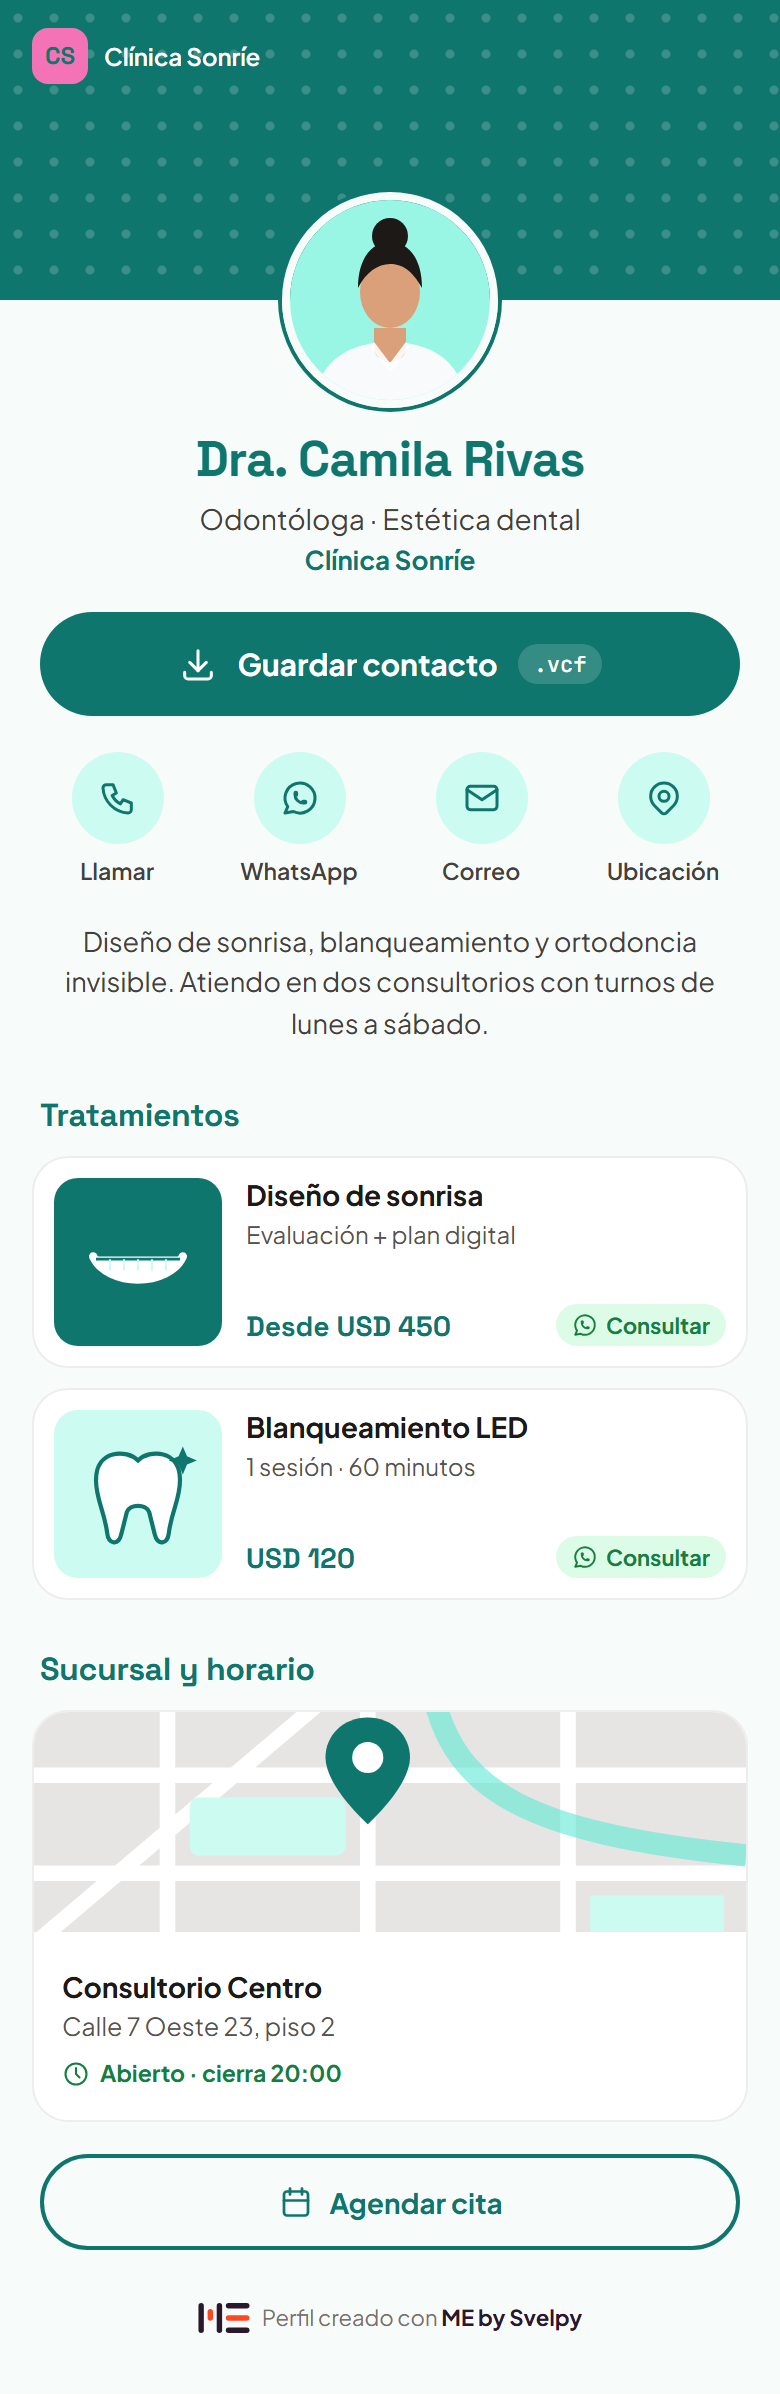 CS
Clínica Sonríe
Dra. Camila Rivas
Odontóloga · Estética dental
Clínica Sonríe
Guardar contacto .vcf
Llamar
WhatsApp
Correo
Ubicación
Diseño de sonrisa, blanqueamiento y ortodoncia
invisible. Atiendo en dos consultorios con turnos de
lunes a sábado.
Tratamientos
Diseño de sonrisa
Evaluación + plan digital
Desde USD 450
Consultar
Blanqueamiento LED
1 sesión · 60 minutos
USD 120
Consultar
Sucursal y horario
Consultorio Centro
Calle 7 Oeste 23, piso 2
Abierto · cierra 20:00
Agendar cita
ME Perfil creado con ME by Svelpy